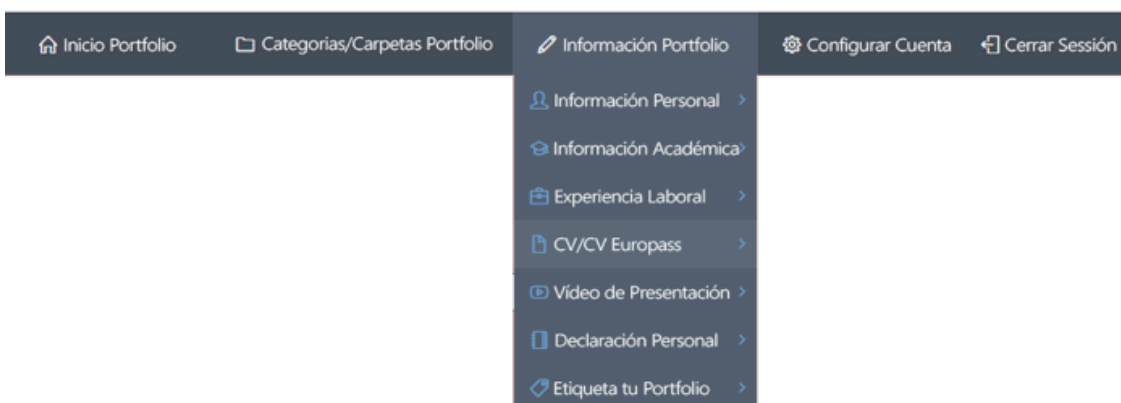 Inicio Portfolio
Categorias/Carpetas Portfolio
Información Portfolio
Configurar Cuenta
Cerrar Sessión
Información Personal
Información Académica
Experiencia Laboral
CV/CV Europass
Vídeo de Presentación
Declaración Personal
Etiqueta tu Portfolio